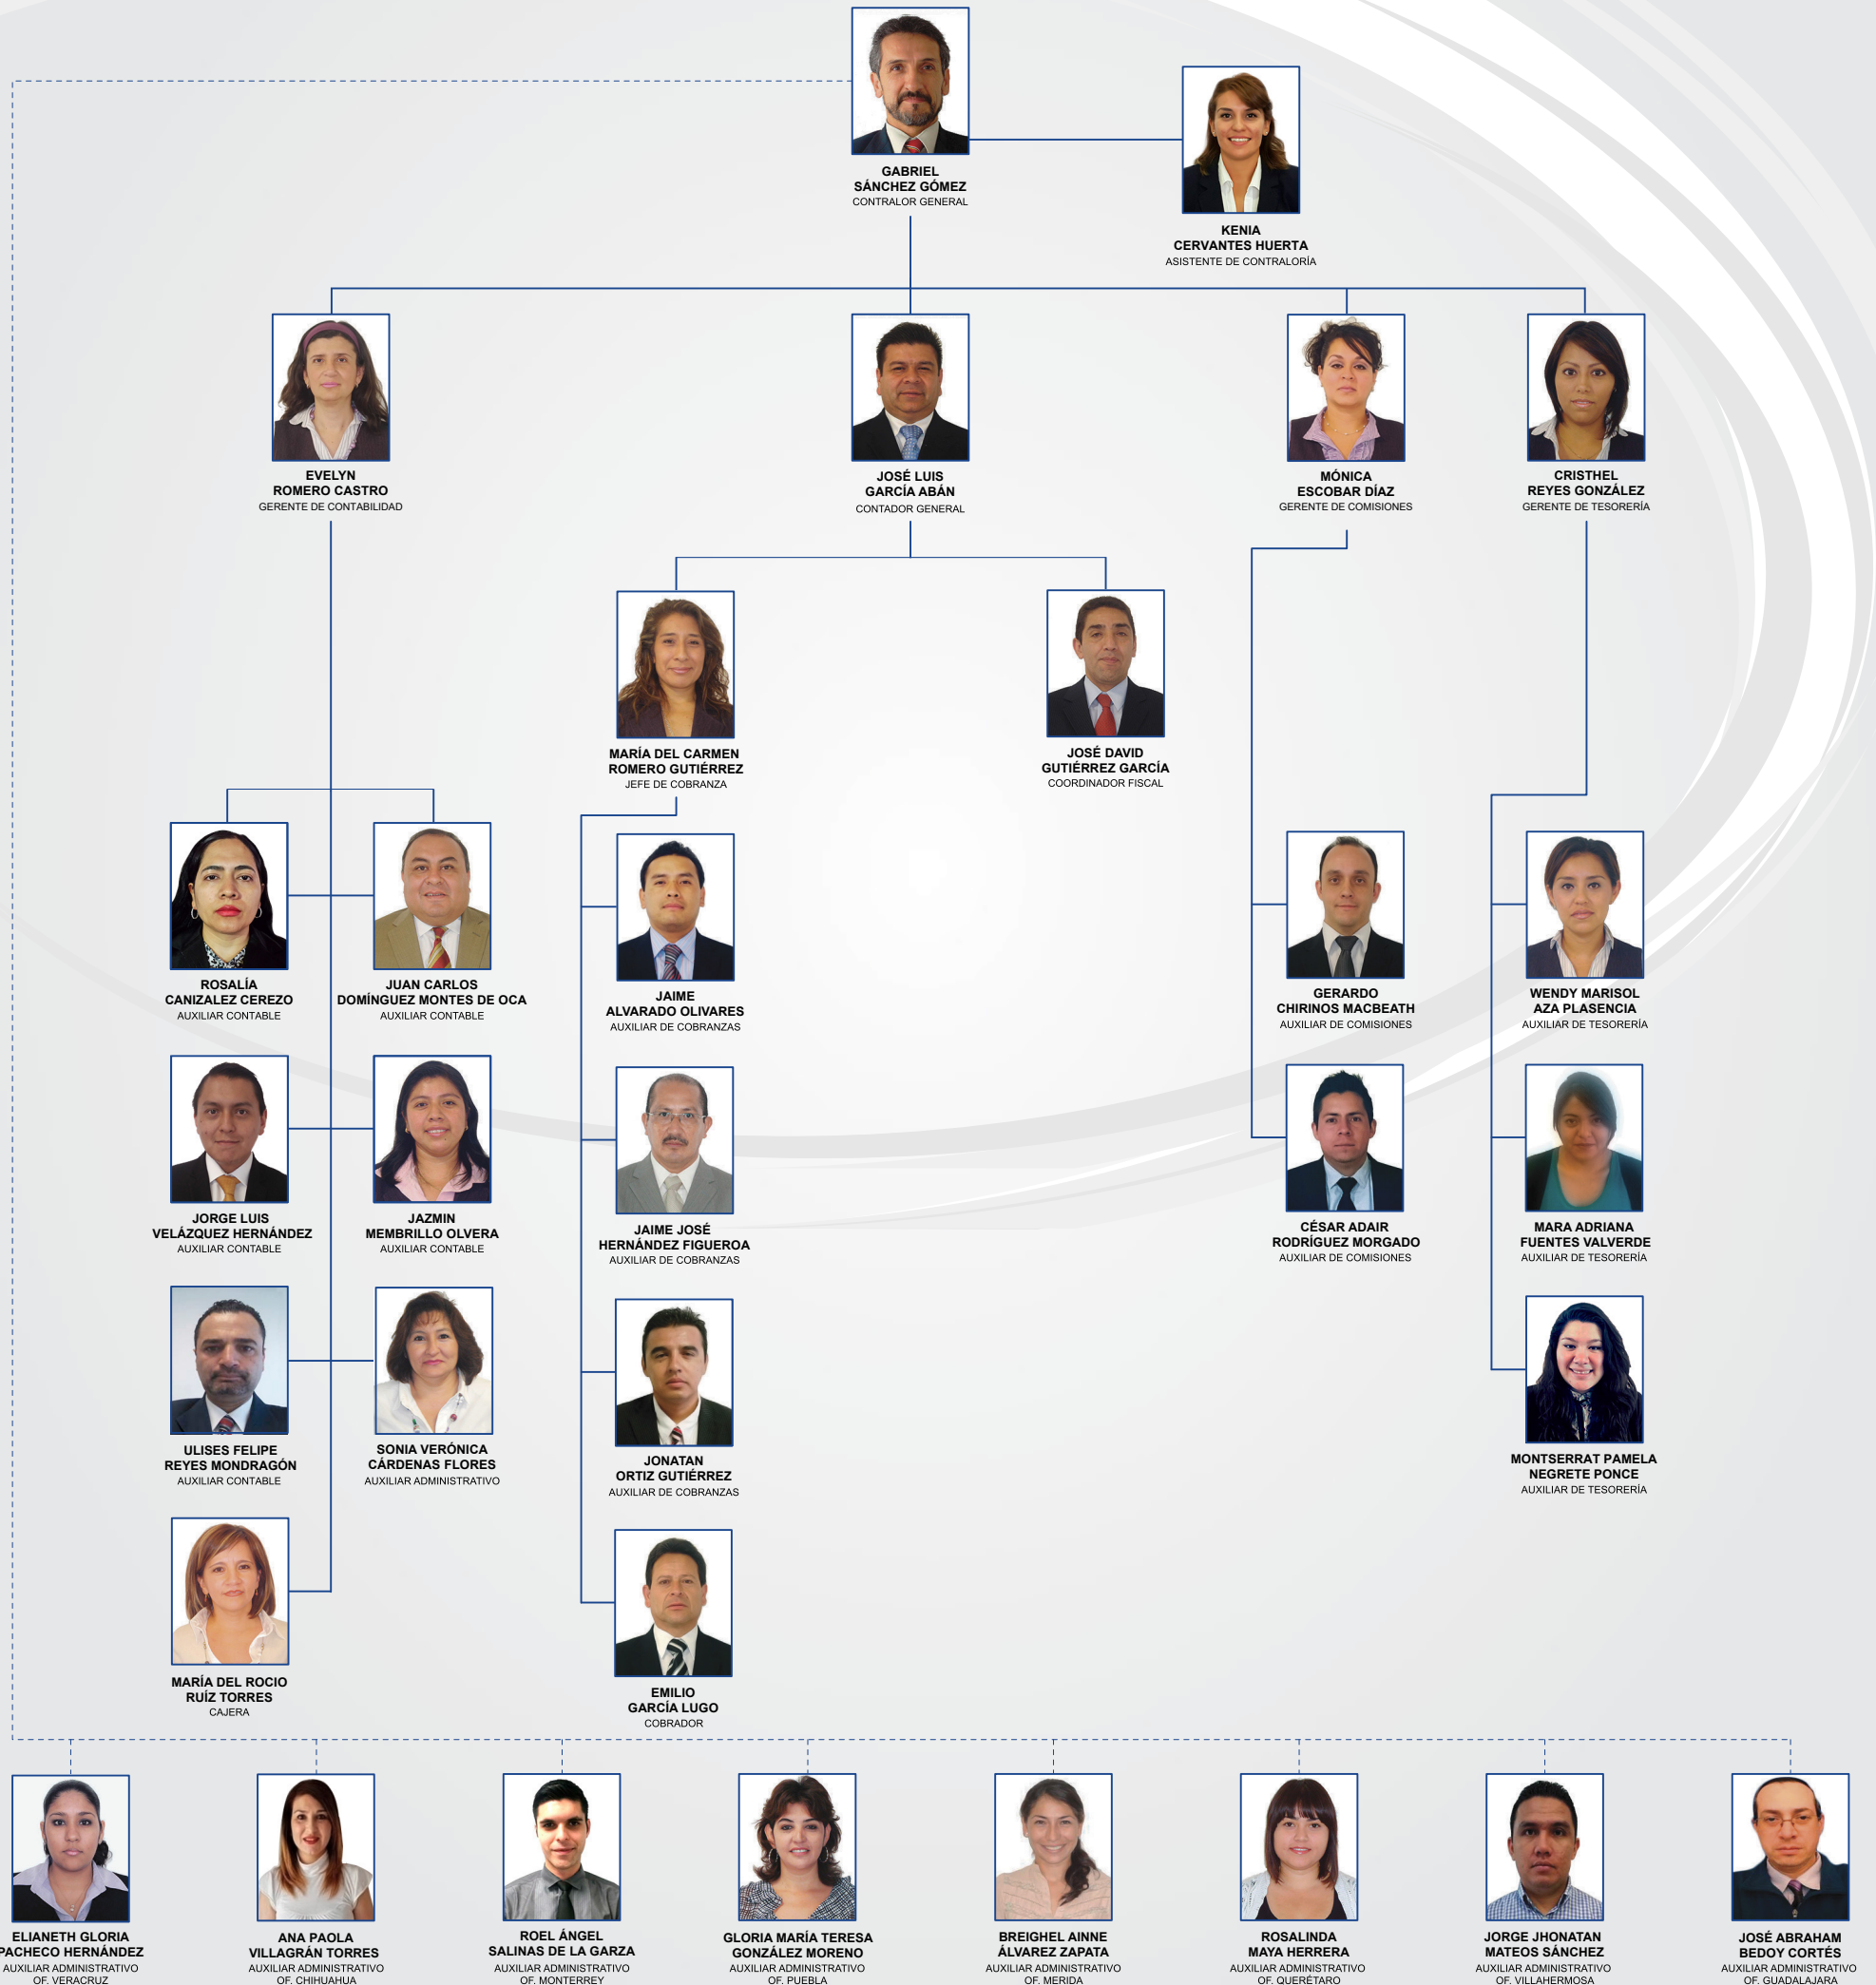 GABRIEL
SÁNCHEZ GÓMEZ
CONTRALOR GENERAL
KENIA
CERVANTES HUERTA
ASISTENTE DE CONTRALORÍA
EVELYN
ROMERO CASTRO
GERENTE DE CONTABILIDAD
JOSÉ LUIS
GARCÍA ABÁN
CONTADOR GENERAL
MÓNICA
ESCOBAR DÍAZ
GERENTE DE COMISIONES
CRISTHEL
REYES GONZÁLEZ
GERENTE DE TESORERÍA
MARÍA DEL CARMEN
ROMERO GUTIÉRREZ
JEFE DE COBRANZA
JOSÉ DAVID
GUTIÉRREZ GARCÍA
COORDINADOR FISCAL
ROSALÍA
CANIZALEZ CEREZO
AUXILIAR CONTABLE
JUAN CARLOS
DOMÍNGUEZ MONTES DE OCA
AUXILIAR CONTABLE
JAIME
ALVARADO OLIVARES
AUXILIAR DE COBRANZAS
GERARDO
CHIRINOS MACBEATH
AUXILIAR DE COMISIONES
WENDY MARISOL
AZA PLASENCIA
AUXILIAR DE TESORERÍA
JORGE LUIS
VELÁZQUEZ HERNÁNDEZ
AUXILIAR CONTABLE
JAZMIN
MEMBRILLO OLVERA
AUXILIAR CONTABLE
JAIME JOSÉ
HERNÁNDEZ FIGUEROA
AUXILIAR DE COBRANZAS
CÉSAR ADAIR
RODRÍGUEZ MORGADO
AUXILIAR DE COMISIONES
MARA ADRIANA
FUENTES VALVERDE
AUXILIAR DE TESORERÍA
ULISES FELIPE
REYES MONDRAGÓN
AUXILIAR CONTABLE
SONIA VERÓNICA
CÁRDENAS FLORES
AUXILIAR ADMINISTRATIVO
JONATAN
ORTIZ GUTIÉRREZ
AUXILIAR DE COBRANZAS
MONTSERRAT PAMELA
NEGRETE PONCE
AUXILIAR DE TESORERÍA
MARÍA DEL ROCIO
RUÍZ TORRES
CAJERA
EMILIO
GARCÍA LUGO
COBRADOR
ELIANETH GLORIA
PACHECO HERNÁNDEZ
AUXILIAR ADMINISTRATIVO
OF. VERACRUZ
ANA PAOLA
VILLAGRÁN TORRES
AUXILIAR ADMINISTRATIVO
OF. CHIHUAHUA
ROEL ÁNGEL
SALINAS DE LA GARZA
AUXILIAR ADMINISTRATIVO
OF. MONTERREY
GLORIA MARÍA TERESA
GONZÁLEZ MORENO
AUXILIAR ADMINISTRATIVO
OF. PUEBLA
BREIGHEL AINNE
ÁLVAREZ ZAPATA
AUXILIAR ADMINISTRATIVO
OF. MERIDA
ROSALINDA
MAYA HERRERA
AUXILIAR ADMINISTRATIVO
OF. QUERÉTARO
JORGE JHONATAN
MATEOS SÁNCHEZ
AUXILIAR ADMINISTRATIVO
OF. VILLAHERMOSA
JOSÉ ABRAHAM
BEDOY CORTÉS
AUXILIAR ADMINISTRATIVO
OF. GUADALAJARA